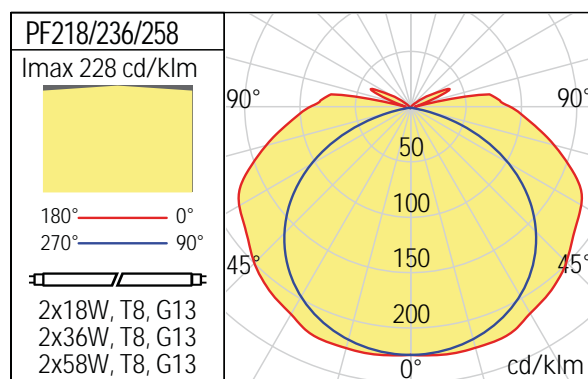 PF218/236/258
Imax 228 cd/klm
180° 0°
270° 90°
2x18W, T8, G13
2x36W, T8, G13
2x58W, T8, G13
90° 90°
50
100
45° 150 45°
200
0° cd/klm